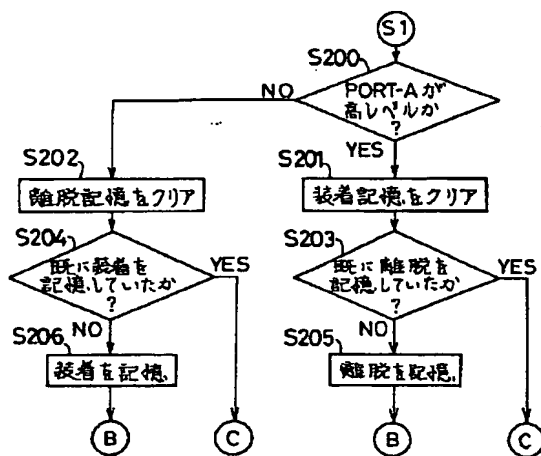 S1
S200
PORT-Aが
高レベルか
?
NO
YES
S202
離脱記憶をクリア
S201
装着記憶をクリア
S204
既に装着を
記憶していたか
?
YES
NO
S203
既に離脱を
記憶していたか
?
YES
NO
S206
装着を記憶
S205
離脱を記憶
B
C
B
C